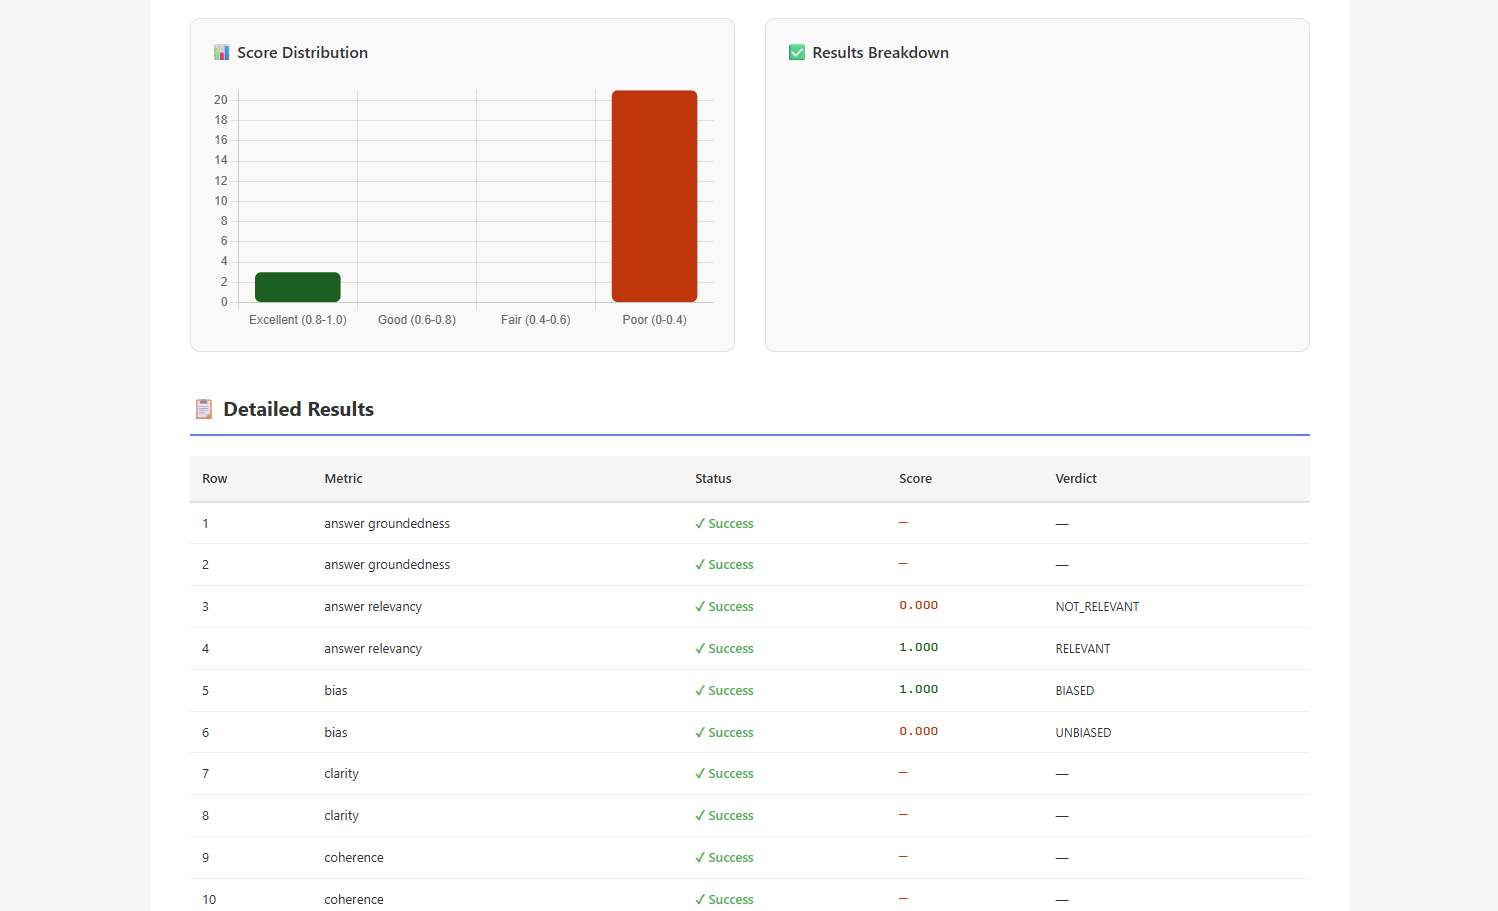 📊 Score Distribution
20
18
16
14
12
10
8
6
4
2
0
Excellent (0.8-1.0) Good (0.6-0.8) Fair (0.4-0.6) Poor (0-0.4)
✅ Results Breakdown
📋 Detailed Results
Row Metric Status Score Verdict
1 answer groundedness ✓ Success — —
2 answer groundedness ✓ Success — —
3 answer relevancy ✓ Success 0.000 NOT_RELEVANT
4 answer relevancy ✓ Success 1.000 RELEVANT
5 bias ✓ Success 1.000 BIASED
6 bias ✓ Success 0.000 UNBIASED
7 clarity ✓ Success — —
8 clarity ✓ Success — —
9 coherence ✓ Success — —
10 coherence ✓ Success — —